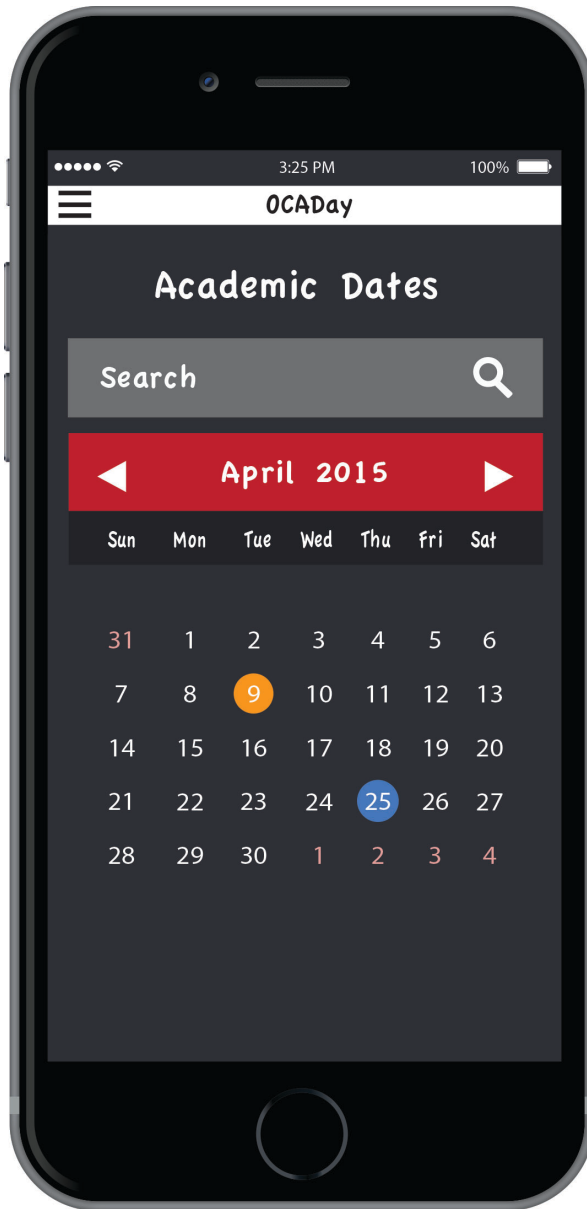 3:25 PM 100%
OCADay
Academic Dates
Search
April 2015
Sun Mon Tue Wed Thu Fri Sat
31 1 2 3 4 5 6
7 8 9 10 11 12 13
14 15 16 17 18 19 20
21 22 23 24 25 26 27
28 29 30 1 2 3 4